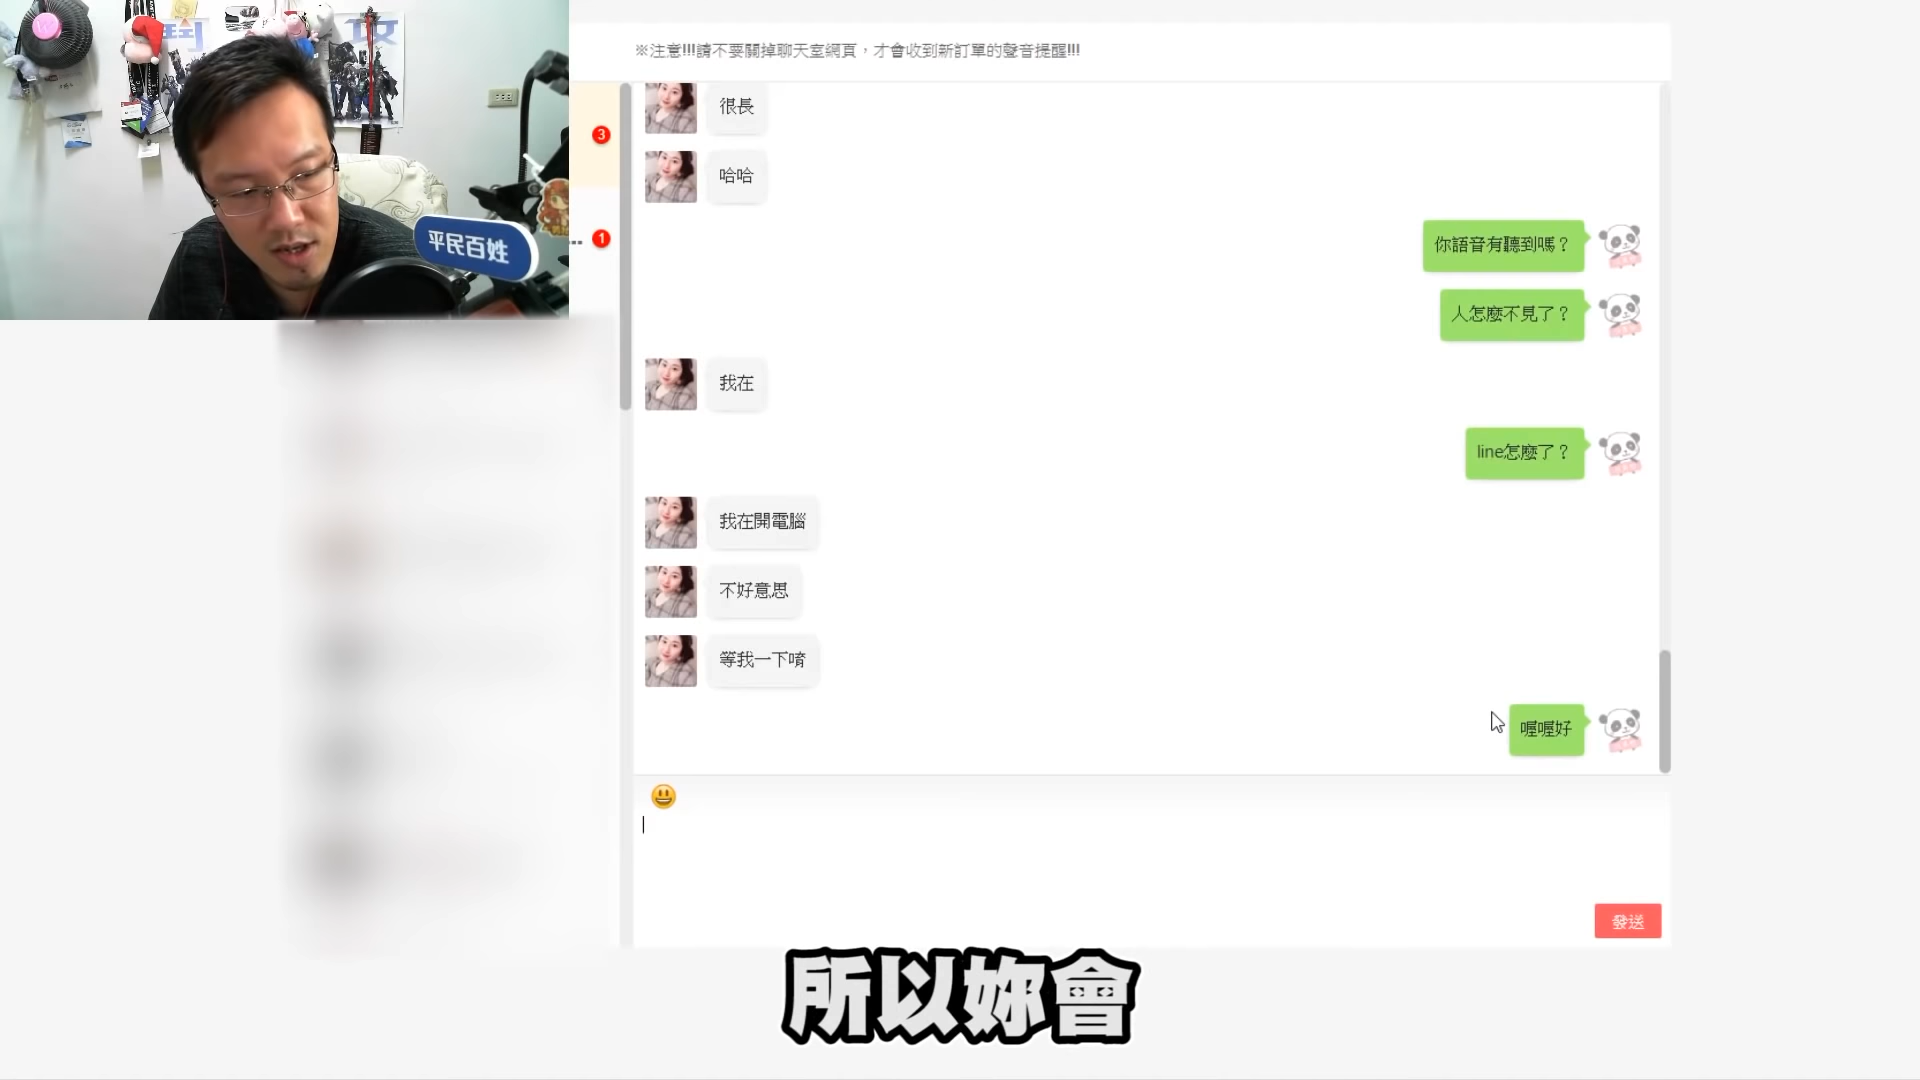 鬥 攻
平民百姓
※注意!!!請不要關掉聊天室網頁，才會收到新訂單的聲音提醒!!!
3
...
1
很長
哈哈
你語音有聽到嗎？
人怎麼不見了？
我在
line怎麼了？
我在開電腦
不好意思
等我一下唷
喔喔好
發送
所以妳會